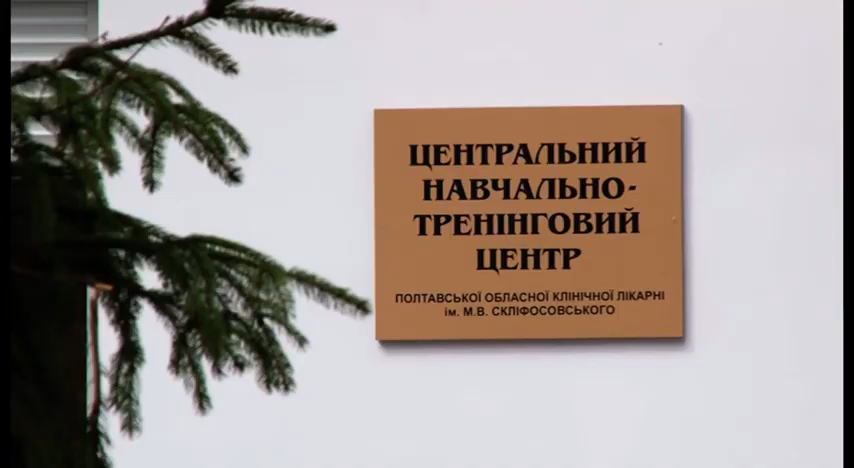 ЦЕНТРАЛЬНИЙ
НАВЧАЛЬНО-
ТРЕНІНГОВИЙ
ЦЕНТР
ПОЛТАВСЬКОЇ ОБЛАСНОЇ КЛІНІЧНОЇ ЛІКАРНІ
ім. М.В. СКЛІФОСОВСЬКОГО